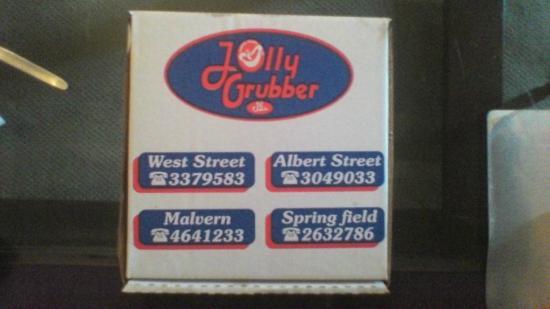 Jolly
Grubber
West Street
☎3379583
Albert Street
☎3049033
Malvern
☎4641233
Spring field
☎2632786